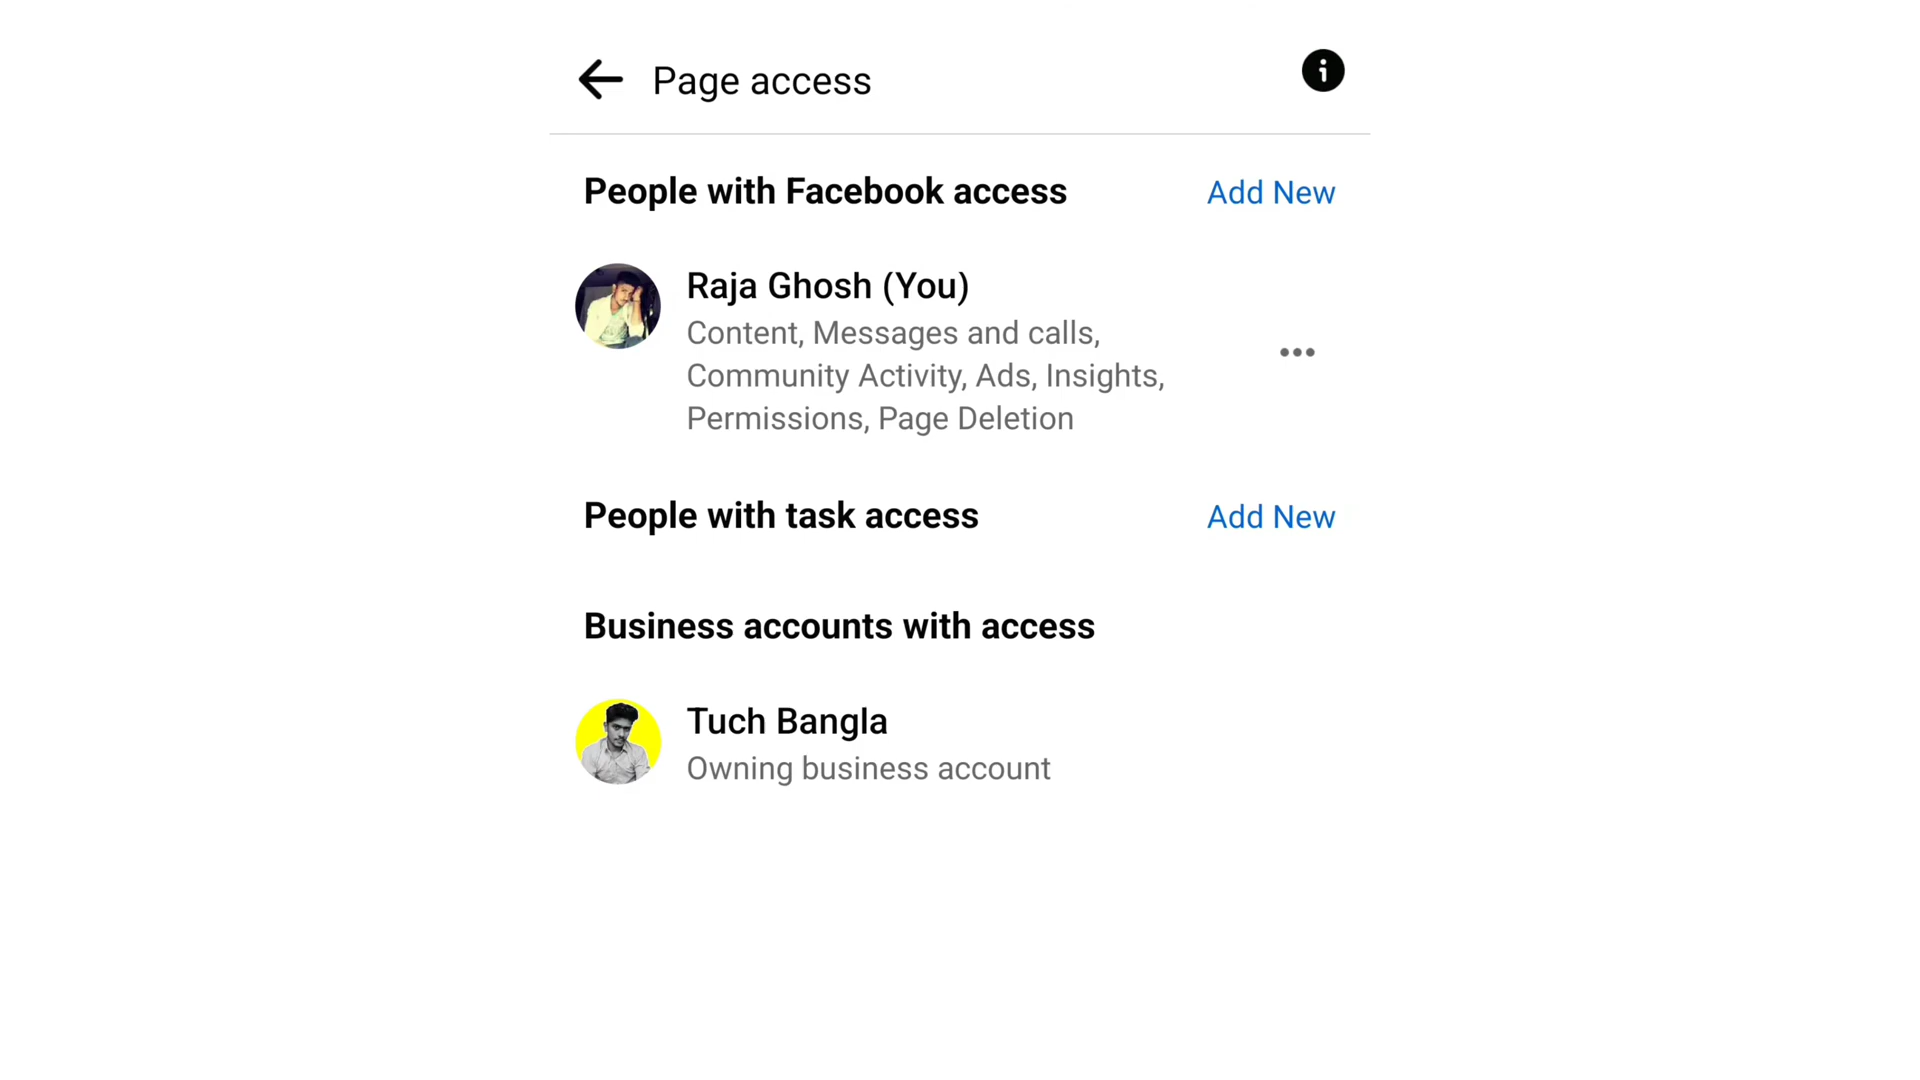 Page access
People with Facebook access
Add New
Raja Ghosh (You)
Content, Messages and calls,
Community Activity, Ads, Insights,
Permissions, Page Deletion
People with task access
Add New
Business accounts with access
Tuch Bangla
Owning business account